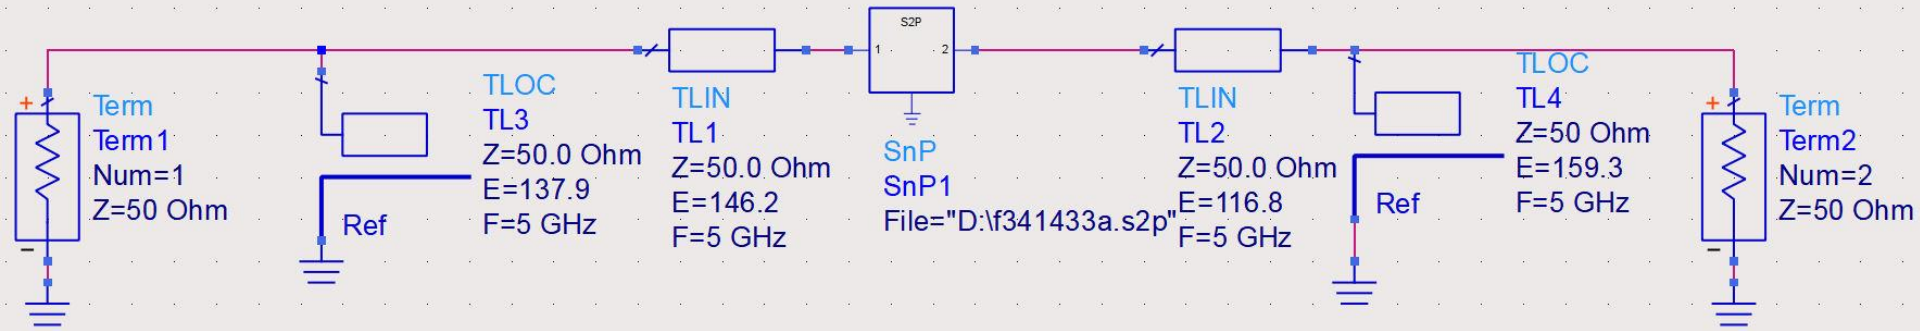 +
Term
Term1
Num=1
Z=50 Ohm
−
Ref
TLOC
TL3
Z=50.0 Ohm
E=137.9
F=5 GHz
TLIN
TL1
Z=50.0 Ohm
E=146.2
F=5 GHz
S2P
1 2
SnP
SnP1
File="D:\f341433a.s2p"
TLIN
TL2
Z=50.0 Ohm
E=116.8
F=5 GHz
Ref
TLOC
TL4
Z=50 Ohm
E=159.3
F=5 GHz
+
Term
Term2
Num=2
Z=50 Ohm
−